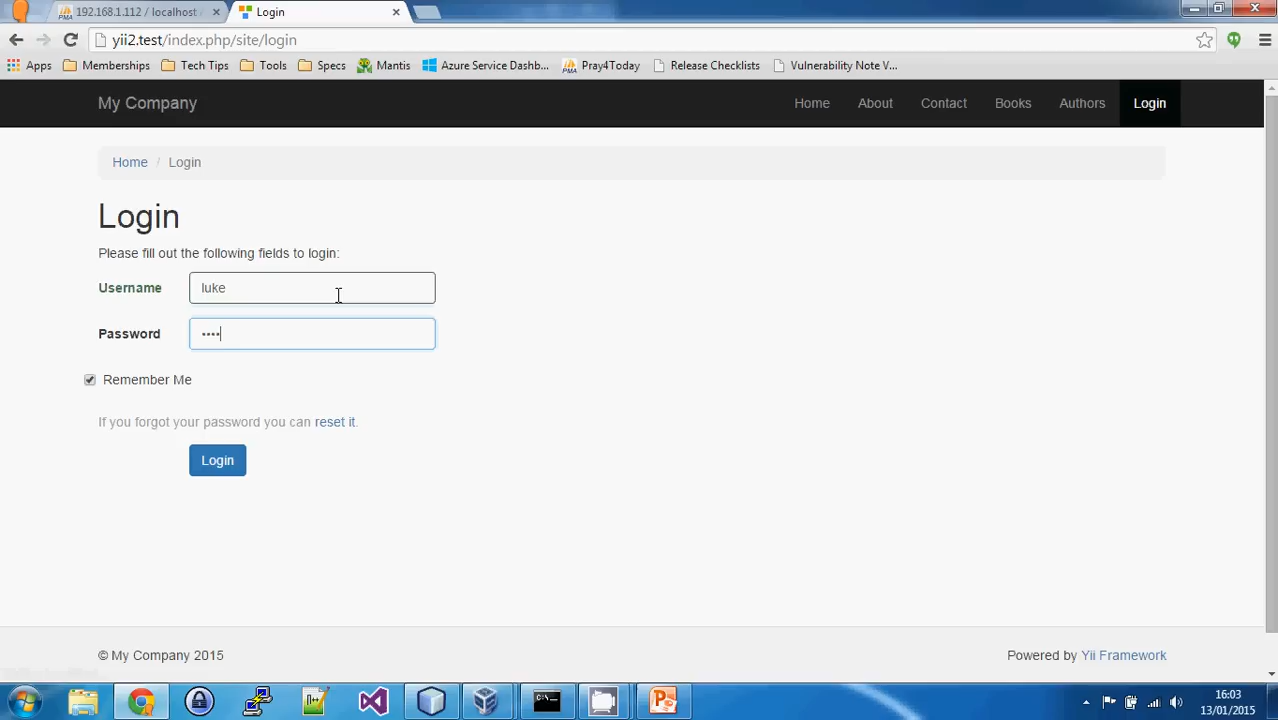 192.168.1.112 / localhost
Login
yii2.test/index.php/site/login
Apps Memberships Tech Tips Tools Specs Mantis Azure Service Dashb... Pray4Today Release Checklists Vulnerability Note V...
My Company Home About Contact Books Authors Login
Home / Login
Login
Please fill out the following fields to login:
Username luke
Password ••••
Remember Me
If you forgot your password you can reset it.
Login
© My Company 2015 Powered by Yii Framework
16:03
13/01/2015